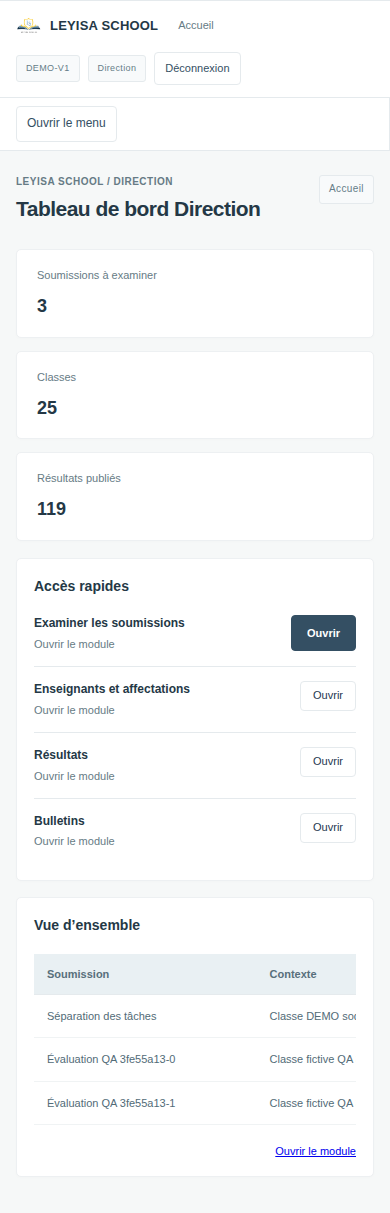 LEYISA SCHOOL
Accueil
DEMO-V1
Direction
Déconnexion
Ouvrir le menu
LEYISA SCHOOL / DIRECTION
Accueil
Tableau de bord Direction
Soumissions à examiner
3
Classes
25
Résultats publiés
119
Accès rapides
Examiner les soumissions
Ouvrir le module
Ouvrir
Enseignants et affectations
Ouvrir le module
Ouvrir
Résultats
Ouvrir le module
Ouvrir
Bulletins
Ouvrir le module
Ouvrir
Vue d’ensemble
Soumission Contexte
Séparation des tâches Classe DEMO
Évaluation QA 3fe55a13-0 Classe fictive QA
Évaluation QA 3fe55a13-1 Classe fictive QA
Ouvrir le module